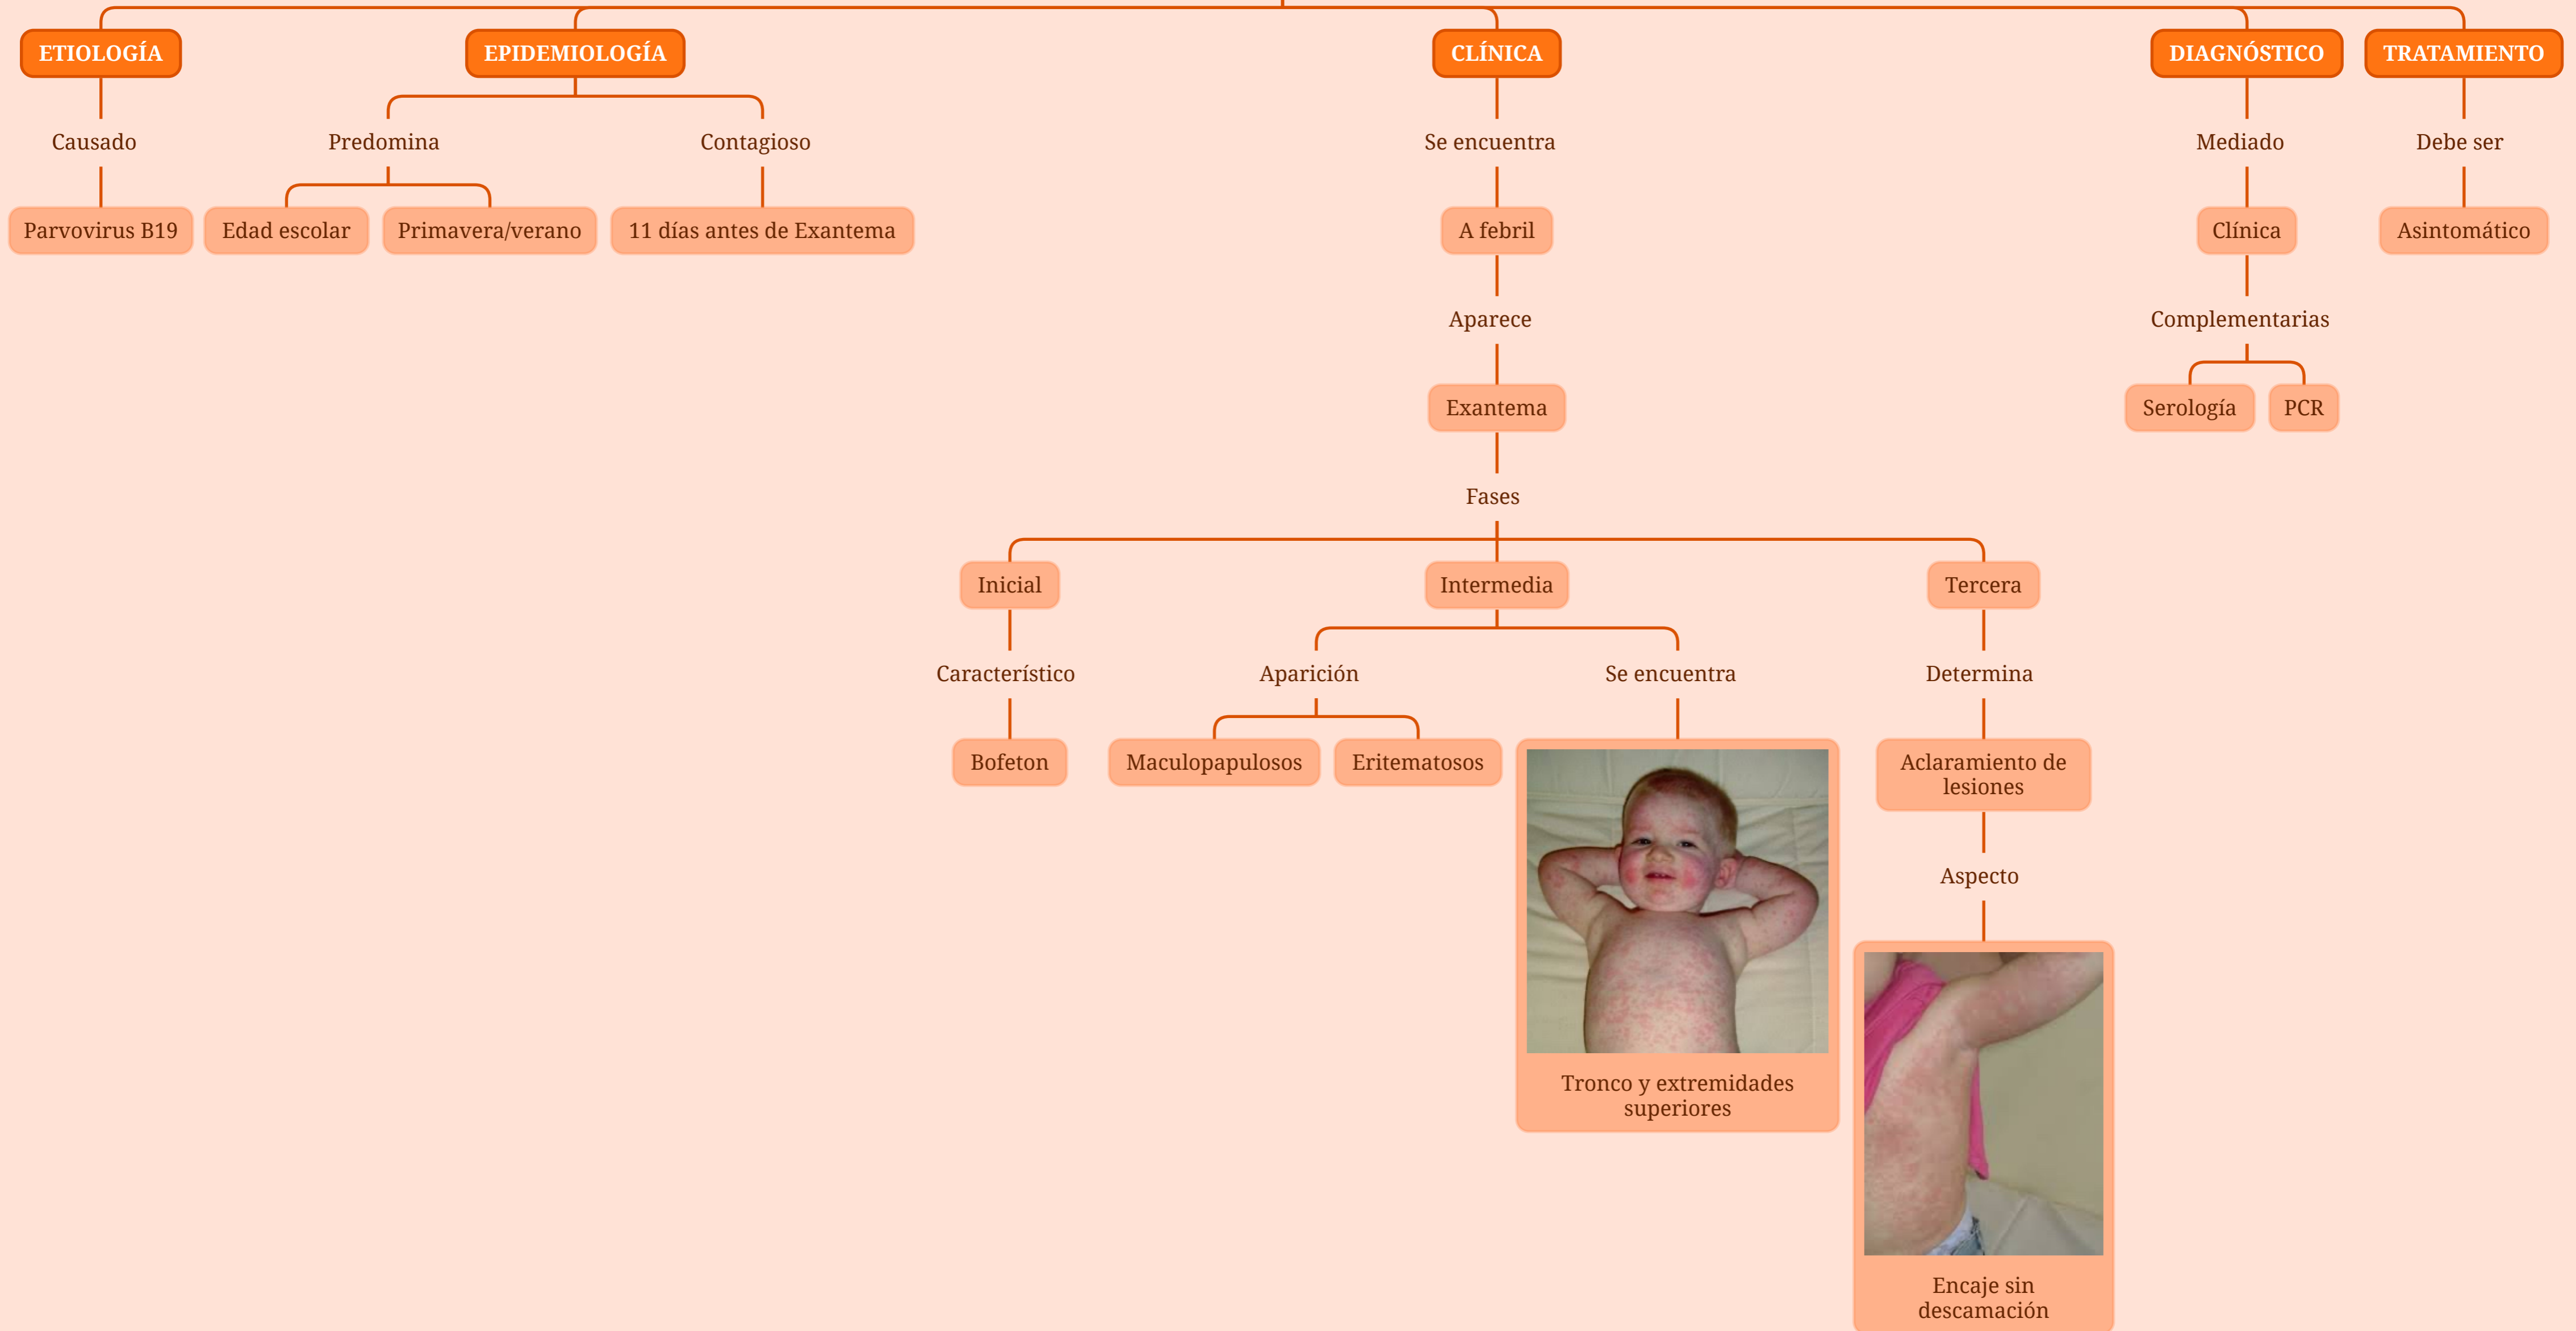 ETIOLOGÍA
EPIDEMIOLOGÍA
CLÍNICA
DIAGNÓSTICO
TRATAMIENTO
Causado
Predomina
Contagioso
Se encuentra
Mediado
Debe ser
Parvovirus B19
Edad escolar
Primavera/verano
11 días antes de Exantema
A febril
Clínica
Asintomático
Aparece
Complementarias
Exantema
Serología
PCR
Fases
Inicial
Intermedia
Tercera
Característico
Aparición
Se encuentra
Determina
Bofeton
Maculopapulosos
Eritematosos
Aclaramiento de
lesiones
Aspecto
Tronco y extremidades
superiores
Encaje sin
descamación